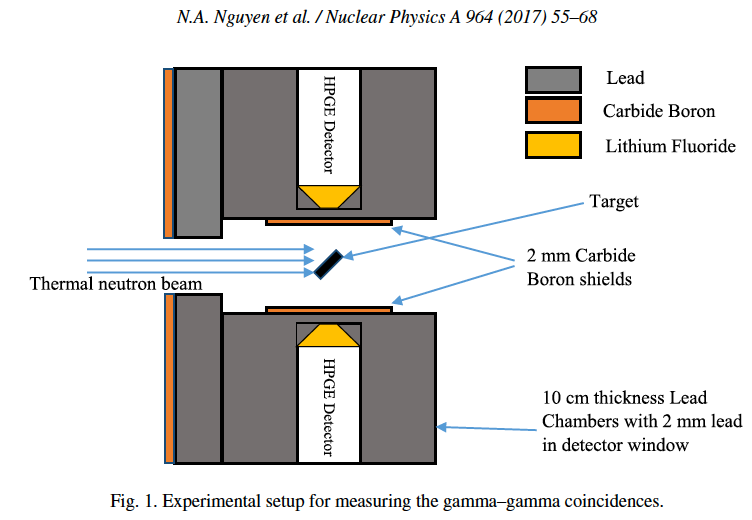 N.A. Nguyen et al. / Nuclear Physics A 964 (2017) 55–68
HPGE Detector
Lead
Carbide Boron
Lithium Fluoride
Target
2 mm Carbide
Boron shields
Thermal neutron beam
HPGE Detector
10 cm thickness Lead
Chambers with 2 mm lead
in detector window
Fig. 1. Experimental setup for measuring the gamma–gamma coincidences.